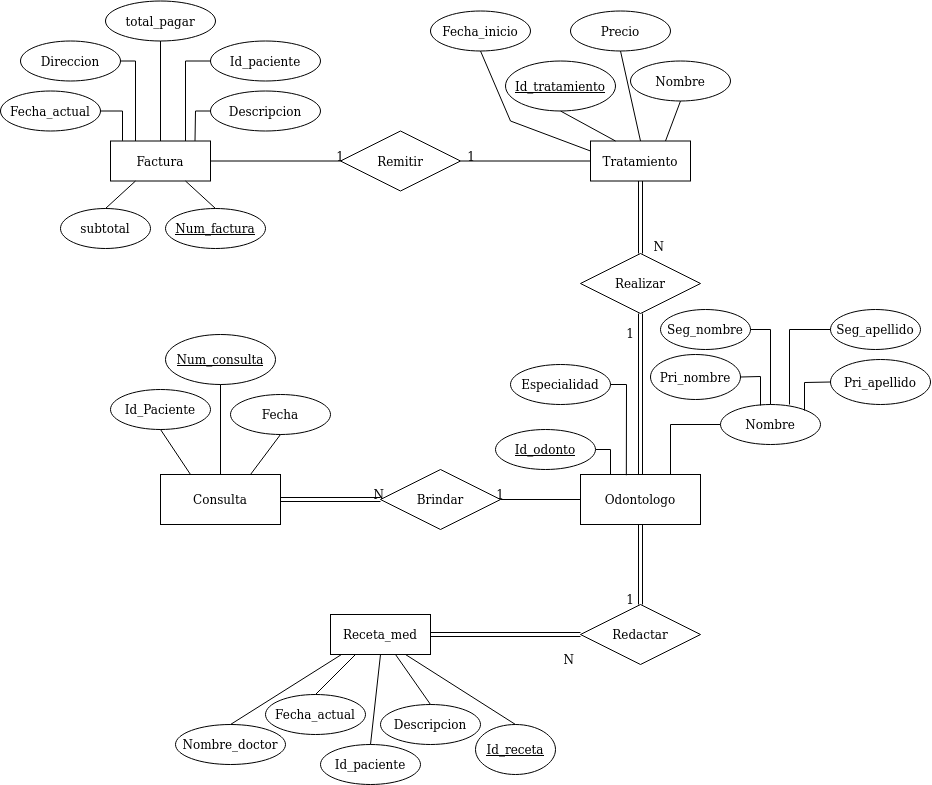 total_pagar
Fecha_inicio
Precio
Direccion
Id_paciente
Nombre
Id_tratamiento
Fecha_actual
Descripcion
Factura
1
Remitir
1
Tratamiento
subtotal
Num_factura
N
Realizar
1
Seg_nombre
Seg_apellido
Num_consulta
Pri_nombre
Pri_apellido
Especialidad
Id_Paciente
Fecha
Nombre
Id_odonto
Consulta
N
Brindar
1
Odontologo
1
Receta_med
Redactar
N
Fecha_actual
Descripcion
Nombre_doctor
Id_receta
Id_paciente